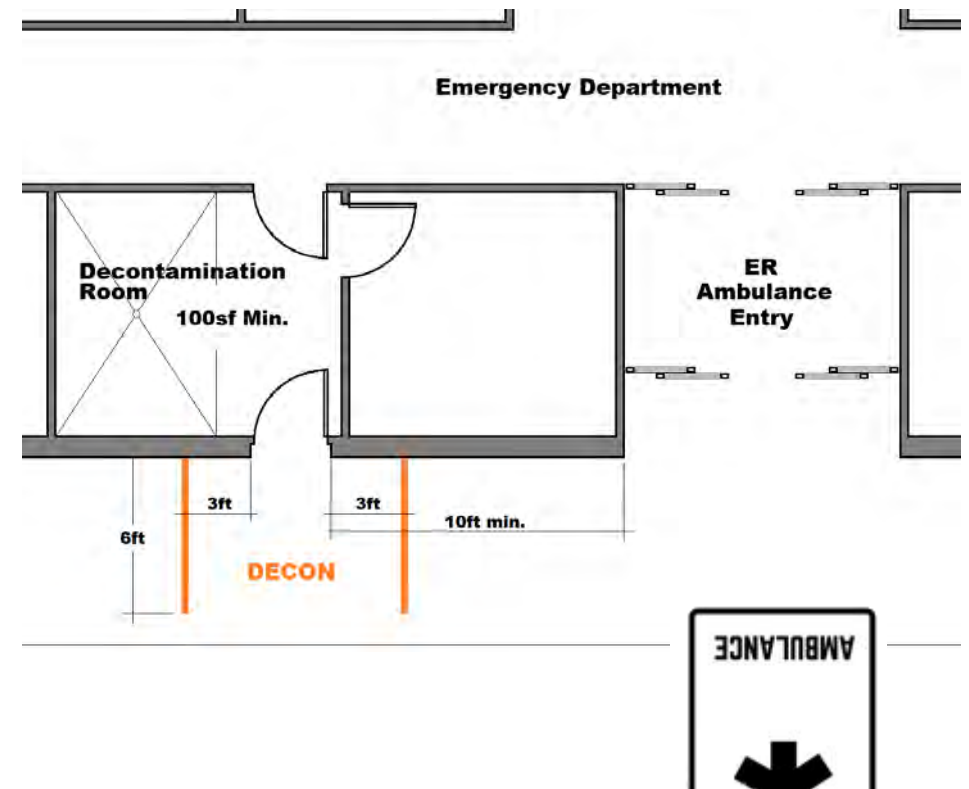 Emergency Department
Decontamination
Room
100sf Min.
ER
Ambulance
Entry
3ft
3ft
10ft min.
6ft
DECON
AMBULANCE